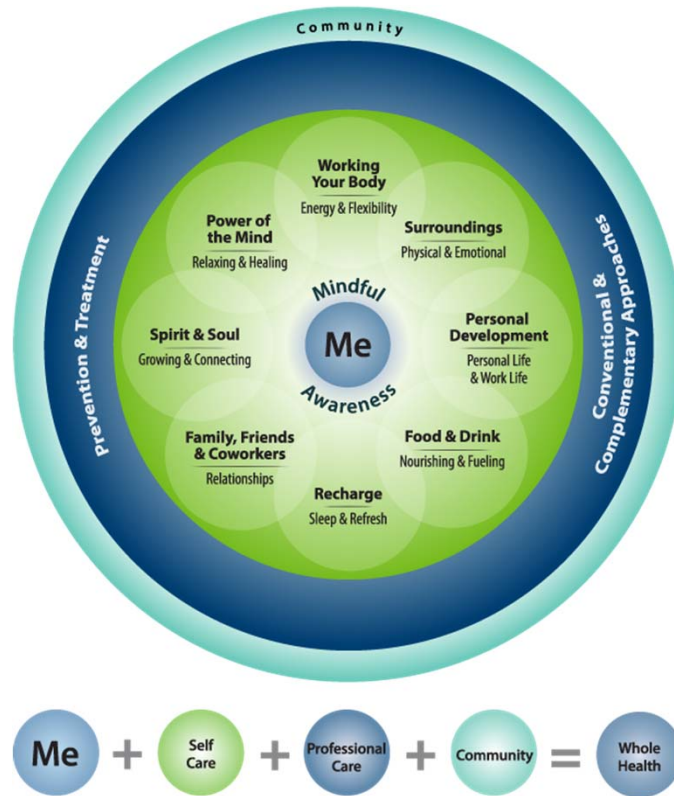 Community
Working
Your Body
Energy & Flexibility
Power of
the Mind
Relaxing & Healing
Surroundings
Physical & Emotional
Prevention & Treatment
Conventional &
Complementary Approaches
Mindful
Me
Awareness
Spirit & Soul
Growing & Connecting
Personal
Development
Personal Life
& Work Life
Family, Friends
& Coworkers
Relationships
Food & Drink
Nourishing & Fueling
Recharge
Sleep & Refresh
Me + Self Care + Professional Care + Community = Whole Health